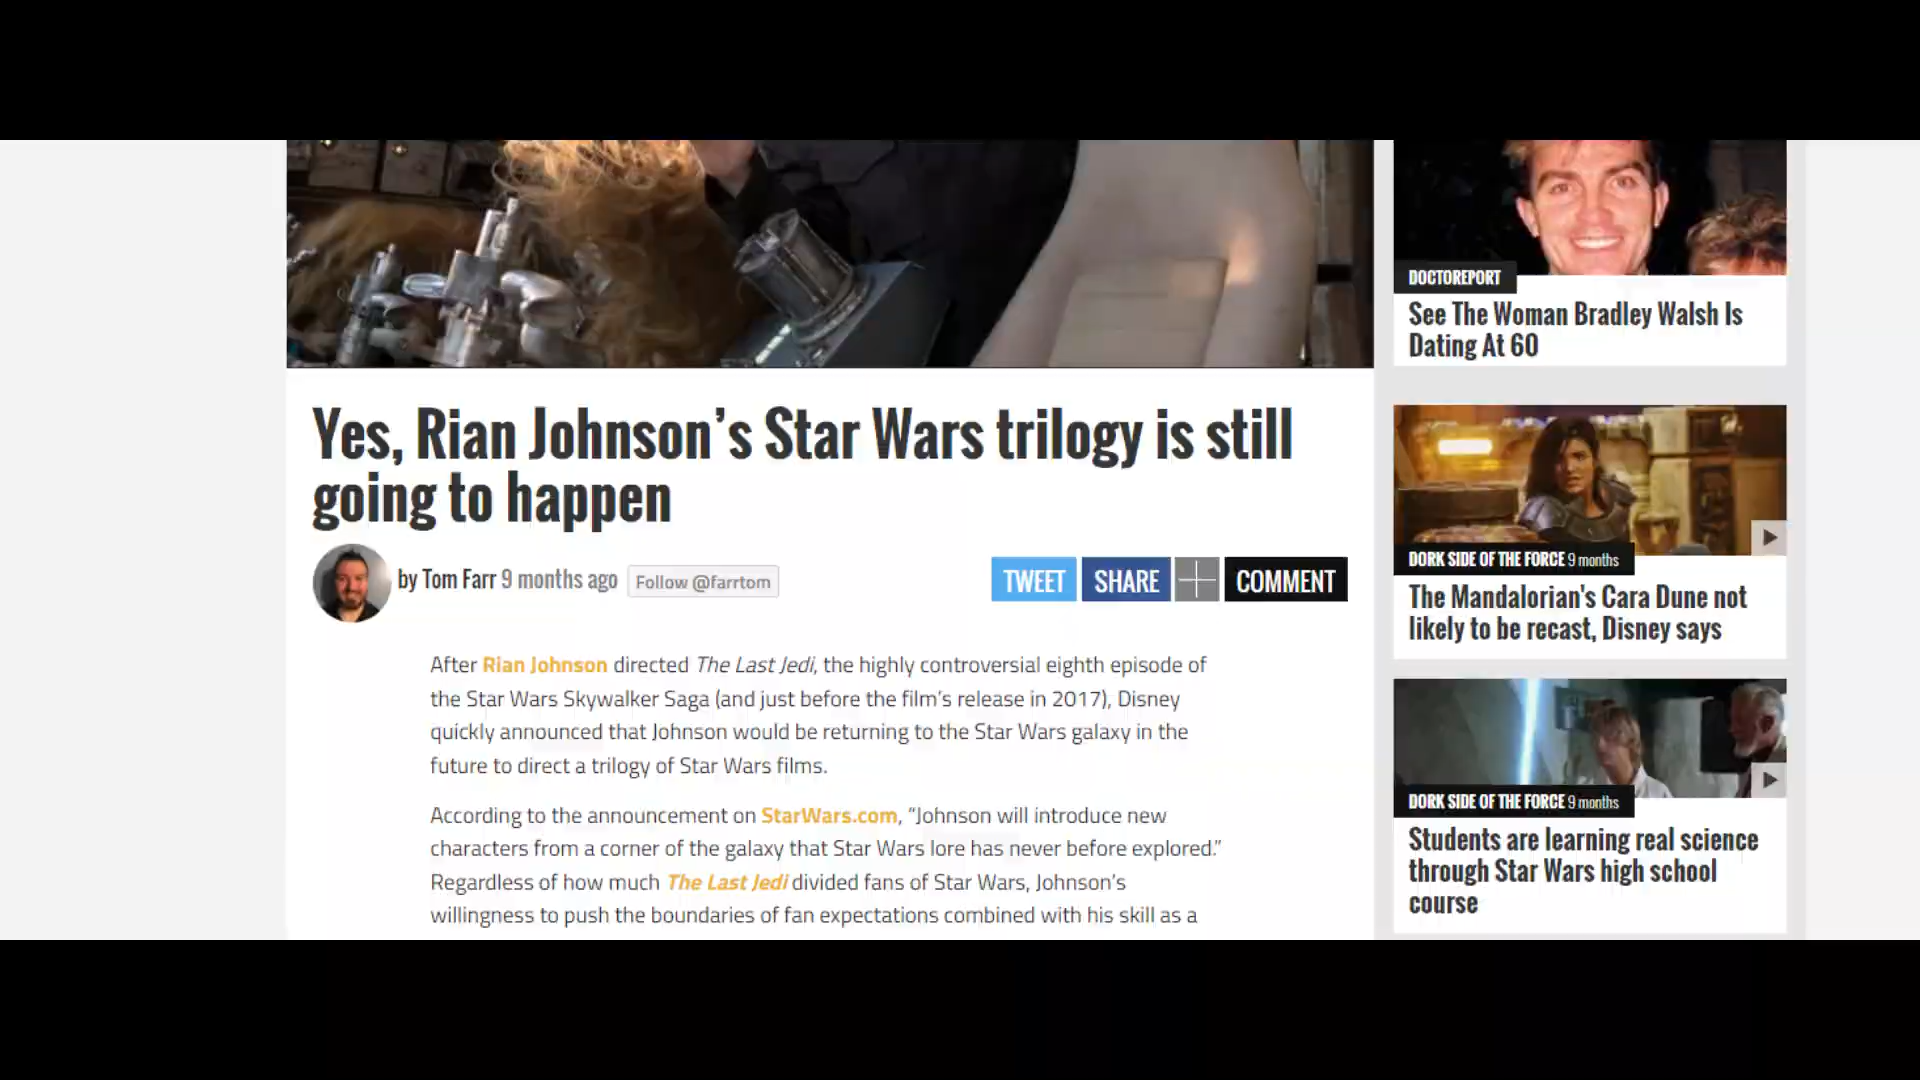 Yes, Rian Johnson’s Star Wars trilogy is still
going to happen
by Tom Farr 9 months ago Follow @farrtom
TWEET SHARE COMMENT
After Rian Johnson directed The Last Jedi, the highly controversial eighth episode of
the Star Wars Skywalker Saga (and just before the film’s release in 2017), Disney
quickly announced that Johnson would be returning to the Star Wars galaxy in the
future to direct a trilogy of Star Wars films.
According to the announcement on StarWars.com, “Johnson will introduce new
characters from a corner of the galaxy that Star Wars lore has never before explored.”
Regardless of how much The Last Jedi divided fans of Star Wars, Johnson’s
willingness to push the boundaries of fan expectations combined with his skill as a
DOCTOREPORT
See The Woman Bradley Walsh Is
Dating At 60
DORK SIDE OF THE FORCE 9 months
The Mandalorian's Cara Dune not
likely to be recast, Disney says
DORK SIDE OF THE FORCE 9 months
Students are learning real science
through Star Wars high school
course